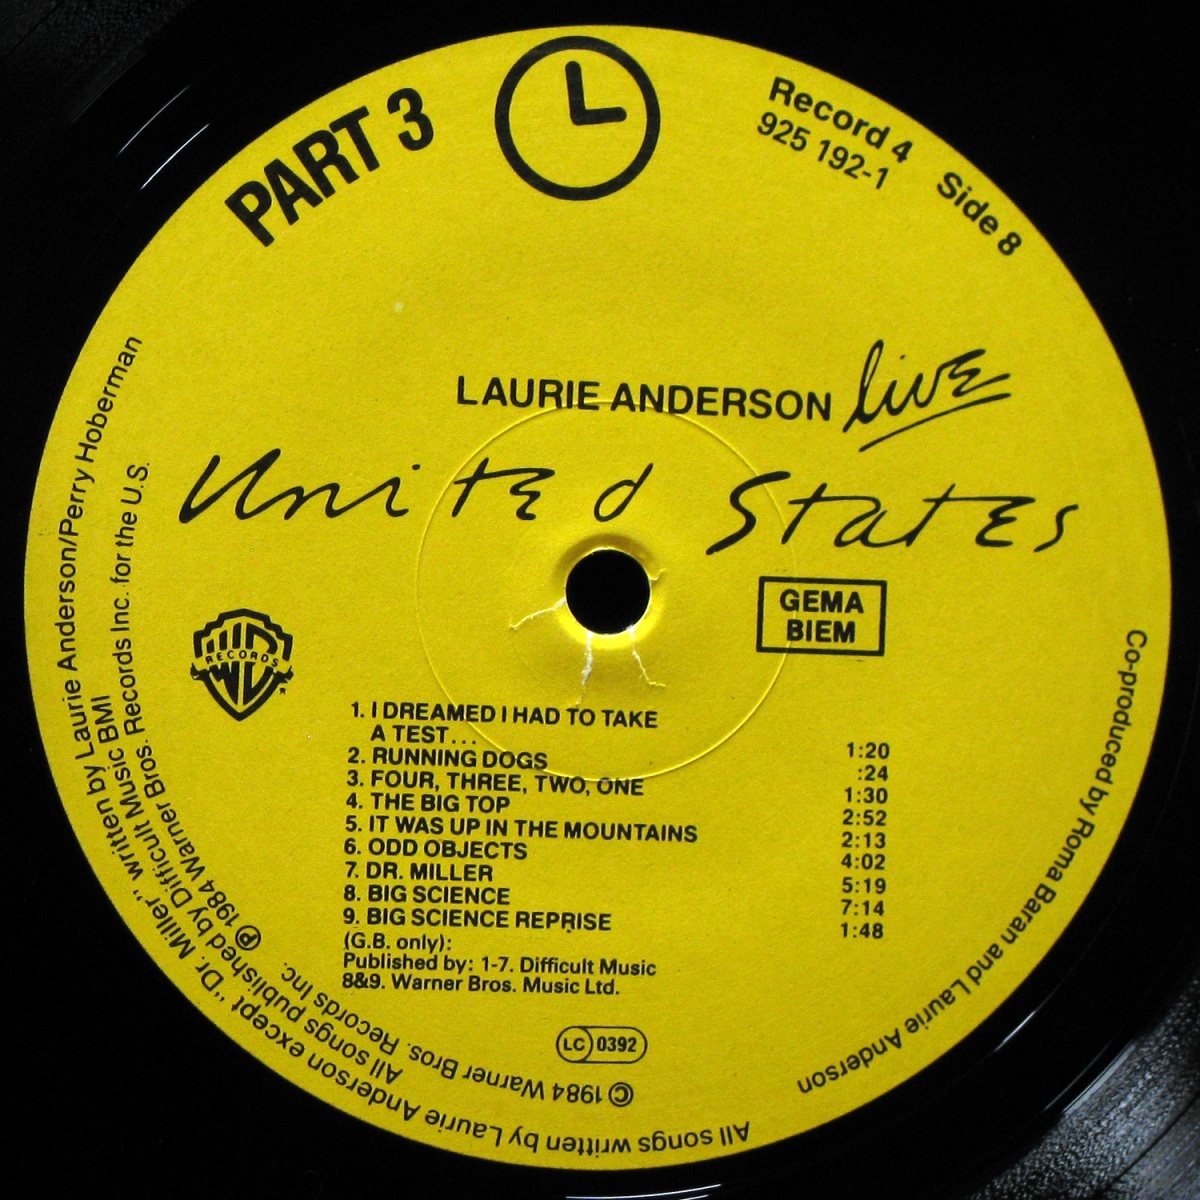 PART 3
Record 4 Side 8
925 192-1
LAURIE ANDERSON live
United States
GEMA
BIEM
RECORDS
1. I DREAMED I HAD TO TAKE
A TEST... 1:20
2. RUNNING DOGS :24
3. FOUR, THREE, TWO, ONE 1:30
4. THE BIG TOP 2:52
5. IT WAS UP IN THE MOUNTAINS 2:13
6. ODD OBJECTS 4:02
7. DR. MILLER 5:19
8. BIG SCIENCE 7:14
9. BIG SCIENCE REPRISE 1:48
(G.B. only):
Published by: 1-7. Difficult Music
8&9. Warner Bros. Music Ltd.
LC 0392
Co-produced by Roma Baran and Laurie Anderson
All songs written by Laurie Anderson except "Dr. Miller" written by Laurie Anderson/Perry Hoberman
All songs published by Difficult Music BMI
© 1984 Warner Bros. Records Inc. ℗ 1984 Warner Bros. Records Inc. for the U.S.